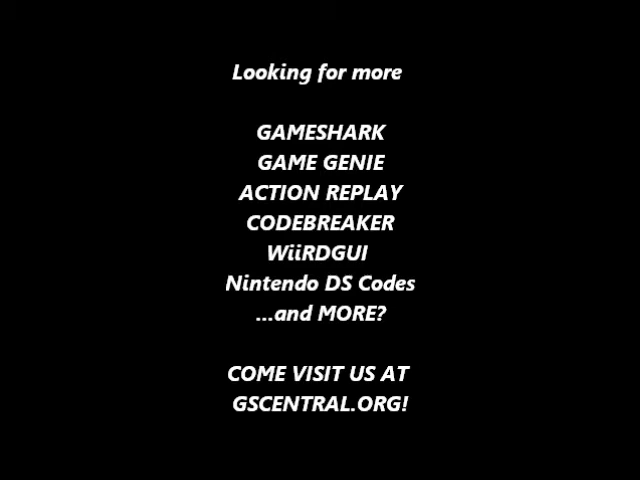 Looking for more
GAMESHARK
GAME GENIE
ACTION REPLAY
CODEBREAKER
WiiRDGUI
Nintendo DS Codes
...and MORE?
COME VISIT US AT
GSCENTRAL.ORG!